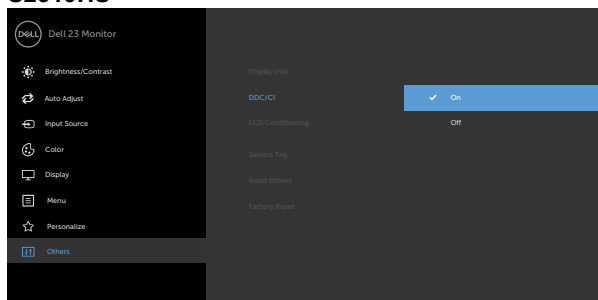 DELL
Dell 23 Monitor
Brightness/Contrast
Auto Adjust
Input Source
Color
Display
Menu
Personalize
Others
Display Info
DDC/CI
LCD Conditioning
Service Tag
Reset Others
Factory Reset
On
Off